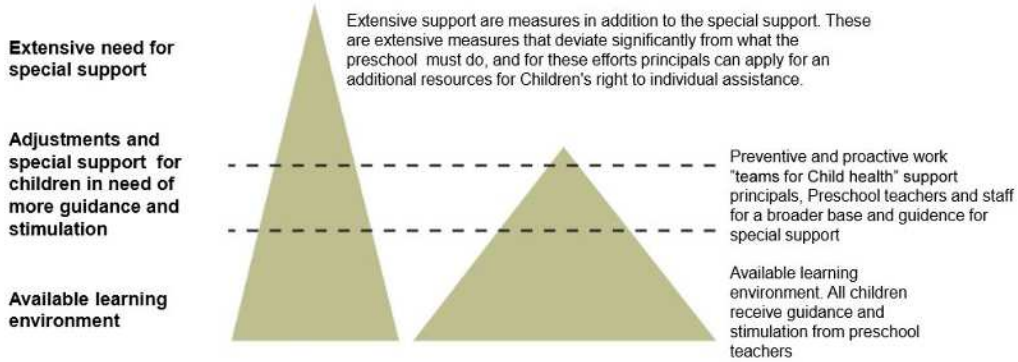 Extensive need for
special support
Extensive support are measures in addition to the special support. These
are extensive measures that deviate significantly from what the
preschool must do, and for these efforts principals can apply for an
additional resources for Children's right to individual assistance.
Adjustments and
special support for
children in need of
more guidance and
stimulation
Preventive and proactive work
"teams for Child health" support
principals, Preschool teachers and staff
for a broader base and guidence for
special support
Available learning
environment
Available learning
environment. All children
receive guidance and
stimulation from preschool
teachers